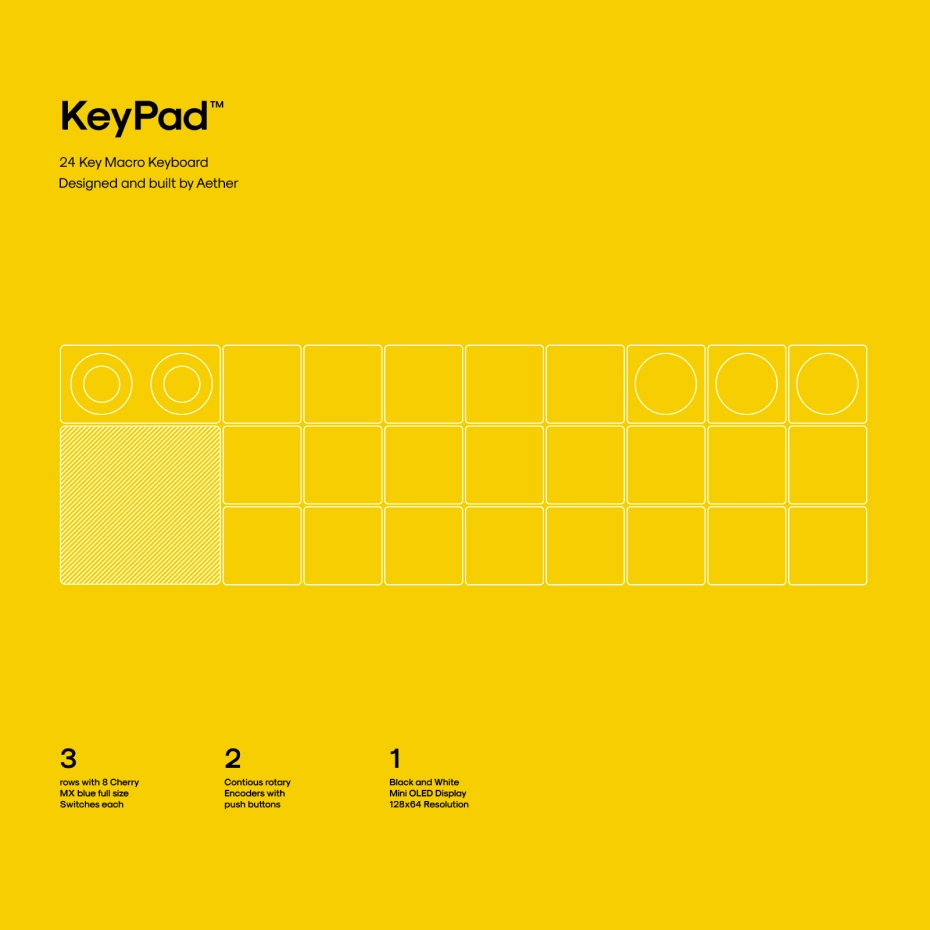 KeyPad™
24 Key Macro Keyboard
Designed and built by Aether
3
rows with 8 Cherry
MX blue full size
Switches each
2
Contious rotary
Encoders with
push buttons
1
Black and White
Mini OLED Display
128x64 Resolution